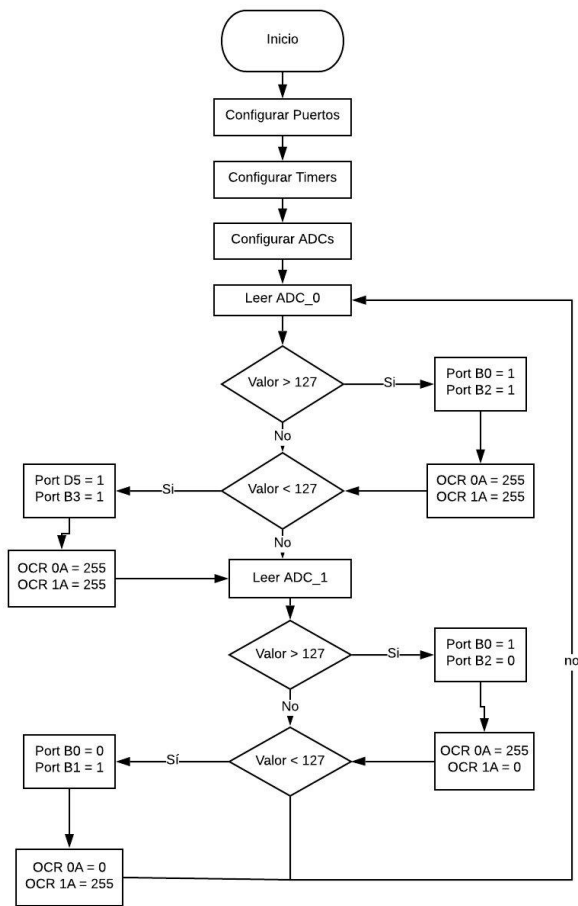 Inicio
Configurar Puertos
Configurar Timers
Configurar ADCs
Leer ADC_0
Valor > 127
Si
Port B0 = 1
Port B2 = 1
No
OCR 0A = 255
OCR 1A = 255
Valor < 127
Si
Port D5 = 1
Port B3 = 1
No
OCR 0A = 255
OCR 1A = 255
Leer ADC_1
Valor > 127
Si
Port B0 = 1
Port B2 = 0
no
No
OCR 0A = 255
OCR 1A = 0
Valor < 127
Sí
Port B0 = 0
Port B1 = 1
OCR 0A = 0
OCR 1A = 255